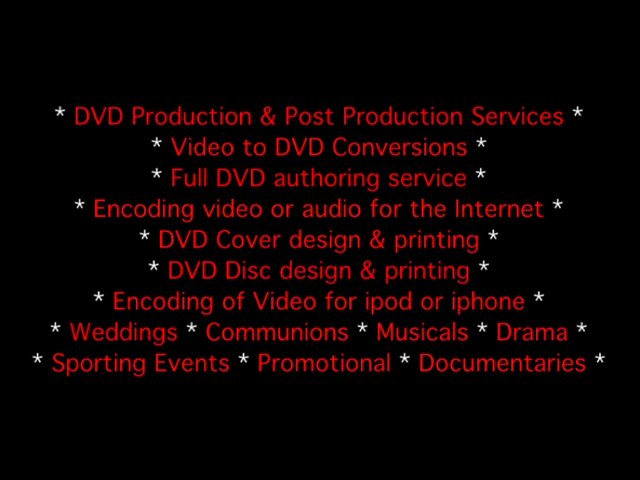 * DVD Production & Post Production Services *
* Video to DVD Conversions *
* Full DVD authoring service *
* Encoding video or audio for the Internet *
* DVD Cover design & printing *
* DVD Disc design & printing *
* Encoding of Video for ipod or iphone *
* Weddings * Communions * Musicals * Drama *
* Sporting Events * Promotional * Documentaries *